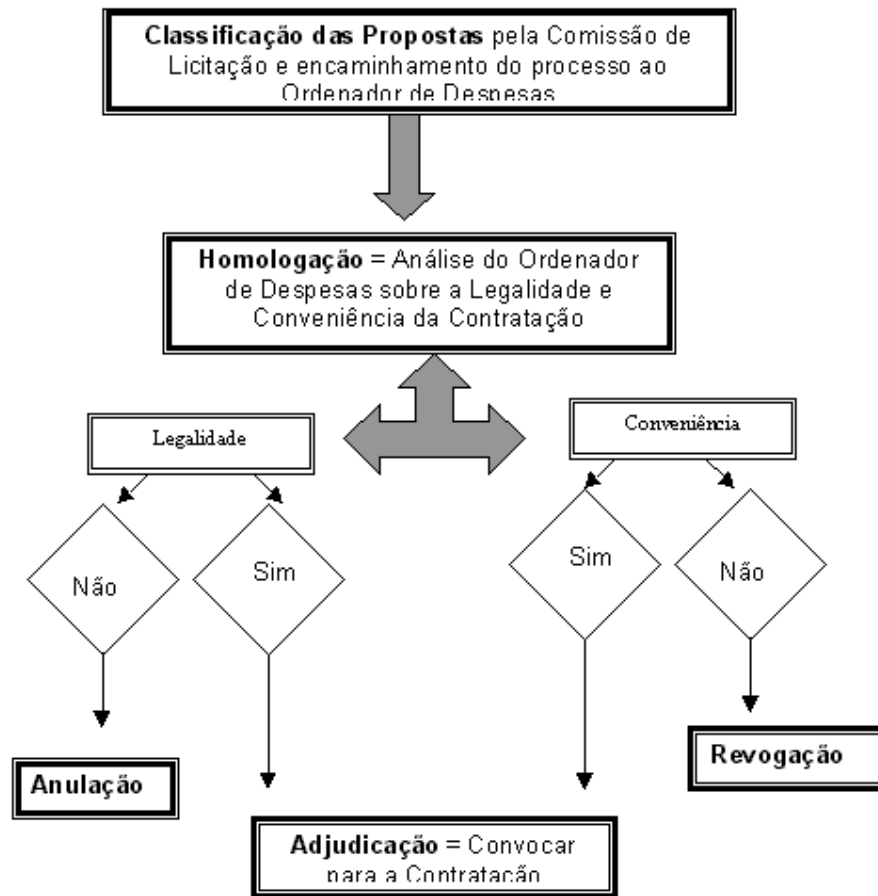 Classificação das Propostas pela Comissão de
Licitação e encaminhamento do processo ao
Ordenador de Despesas
Homologação = Análise do Ordenador
de Despesas sobre a Legalidade e
Conveniência da Contratação
Legalidade
Conveniência
Não
Sim
Sim
Não
Anulação
Revogação
Adjudicação = Convocar
para a Contratação